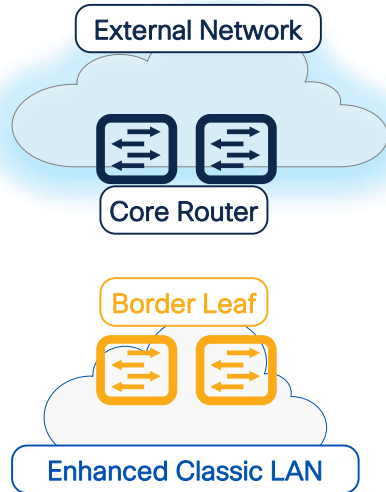 External Network
Core Router
Border Leaf
Enhanced Classic LAN